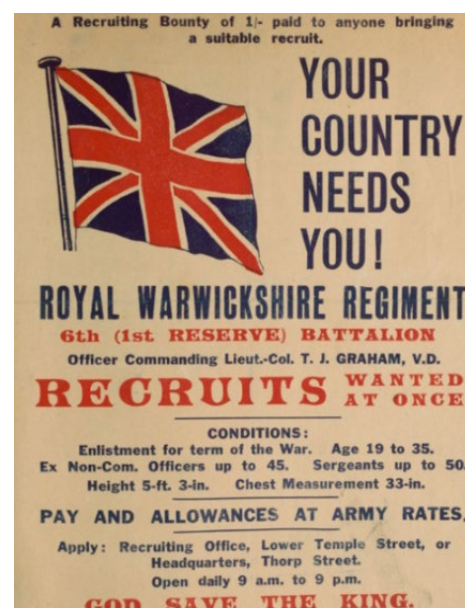 A Recruiting Bounty of 1/- paid to anyone bringing
a suitable recruit.
YOUR
COUNTRY
NEEDS
YOU!
ROYAL WARWICKSHIRE REGIMENT
6th (1st RESERVE) BATTALION
Officer Commanding Lieut.-Col. T. J. GRAHAM, V.D.
RECRUITS WANTED
AT ONCE
CONDITIONS:
Enlistment for term of the War. Age 19 to 35.
Ex Non-Com. Officers up to 45. Sergeants up to 50.
Height 5-ft. 3-in. Chest Measurement 33-in.
PAY AND ALLOWANCES AT ARMY RATES.
Apply: Recruiting Office, Lower Temple Street, or
Headquarters, Thorp Street.
Open daily 9 a.m. to 9 p.m.
GOD SAVE THE KING.